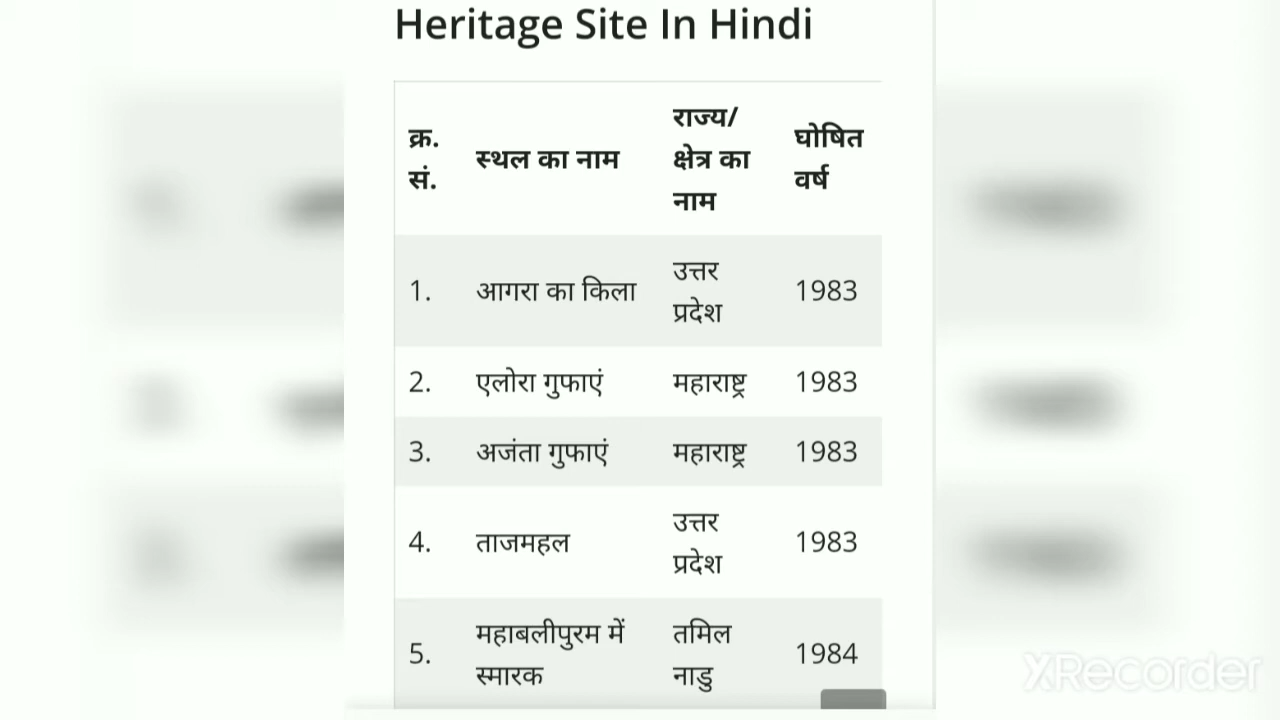 Heritage Site In Hindi
क्र. सं. स्थल का नाम राज्य/ क्षेत्र का नाम घोषित वर्ष
1. आगरा का किला उत्तर प्रदेश 1983
2. एलोरा गुफाएं महाराष्ट्र 1983
3. अजंता गुफाएं महाराष्ट्र 1983
4. ताजमहल उत्तर प्रदेश 1983
5. महाबलीपुरम में स्मारक तमिल नाडु 1984
XRecorder